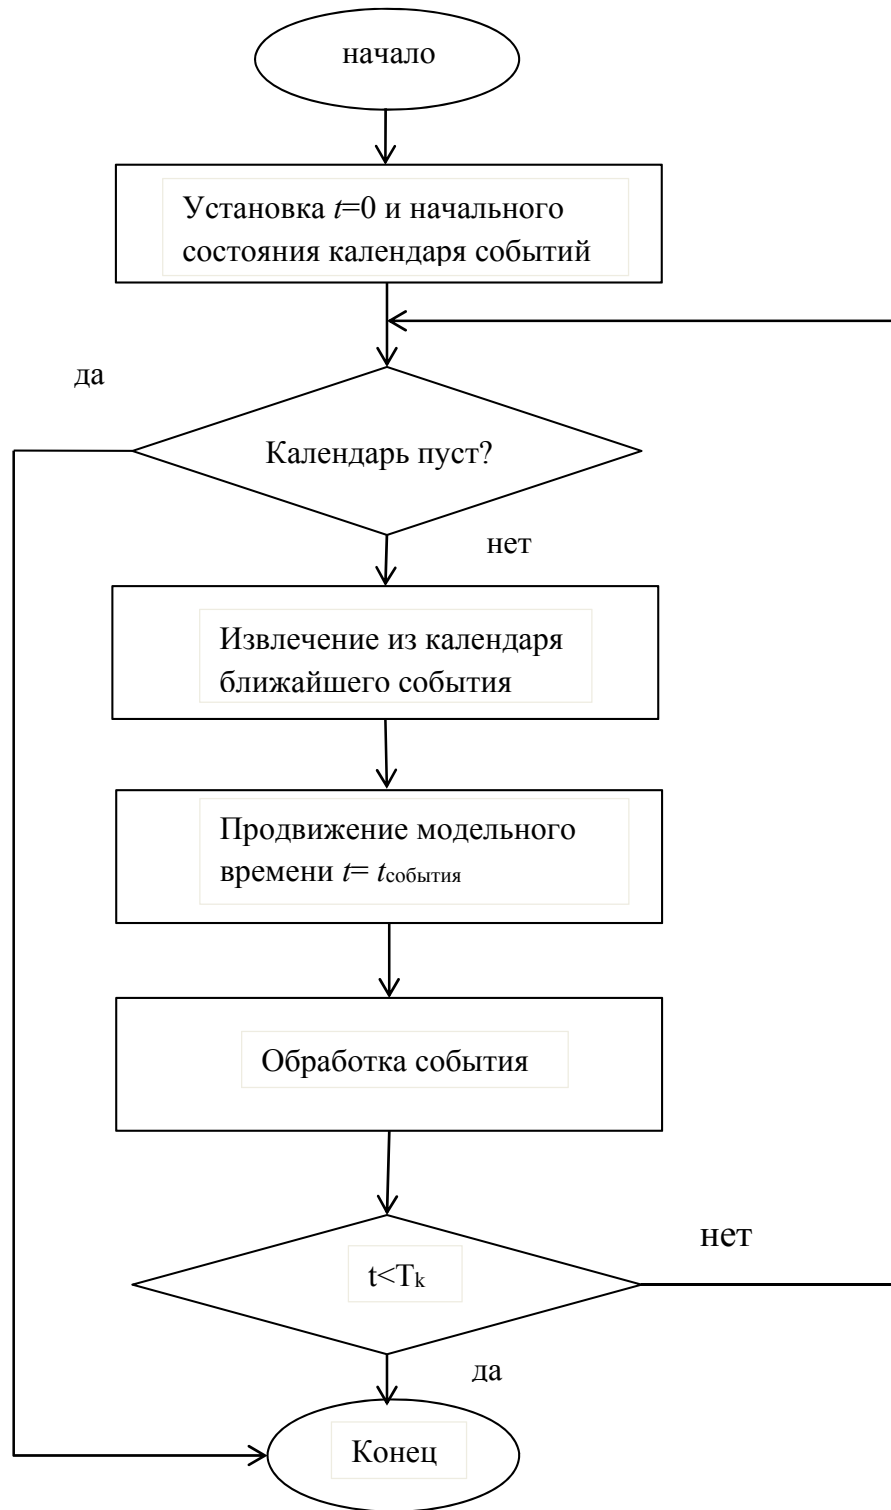 начало
Установка t=0 и начального
состояния календаря событий
да
Календарь пуст?
нет
Извлечение из календаря
ближайшего события
Продвижение модельного
времени t= tсобытия
Обработка события
нет
t<Tk
да
Конец